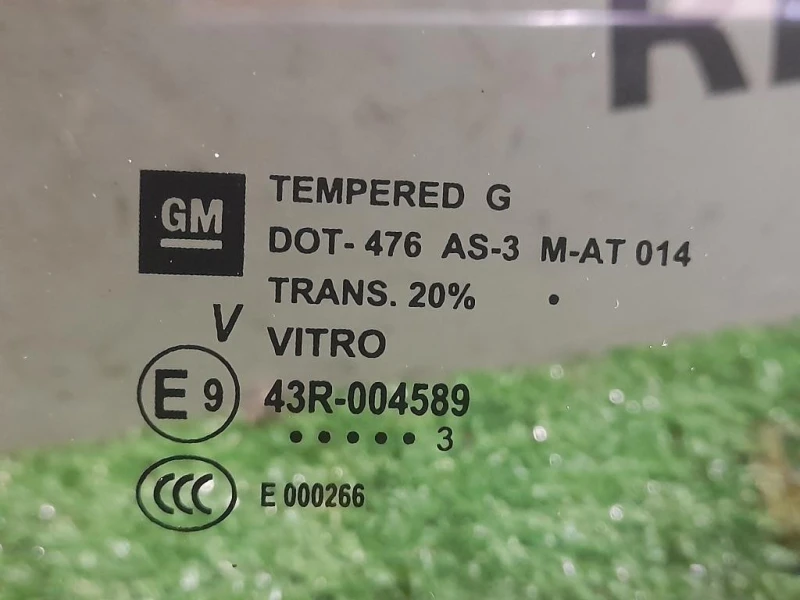 GM
TEMPERED G
DOT- 476 AS-3 M-AT 014
TRANS. 20% •
V VITRO
E 9 43R-004589
• • • • • 3
CCC E 000266